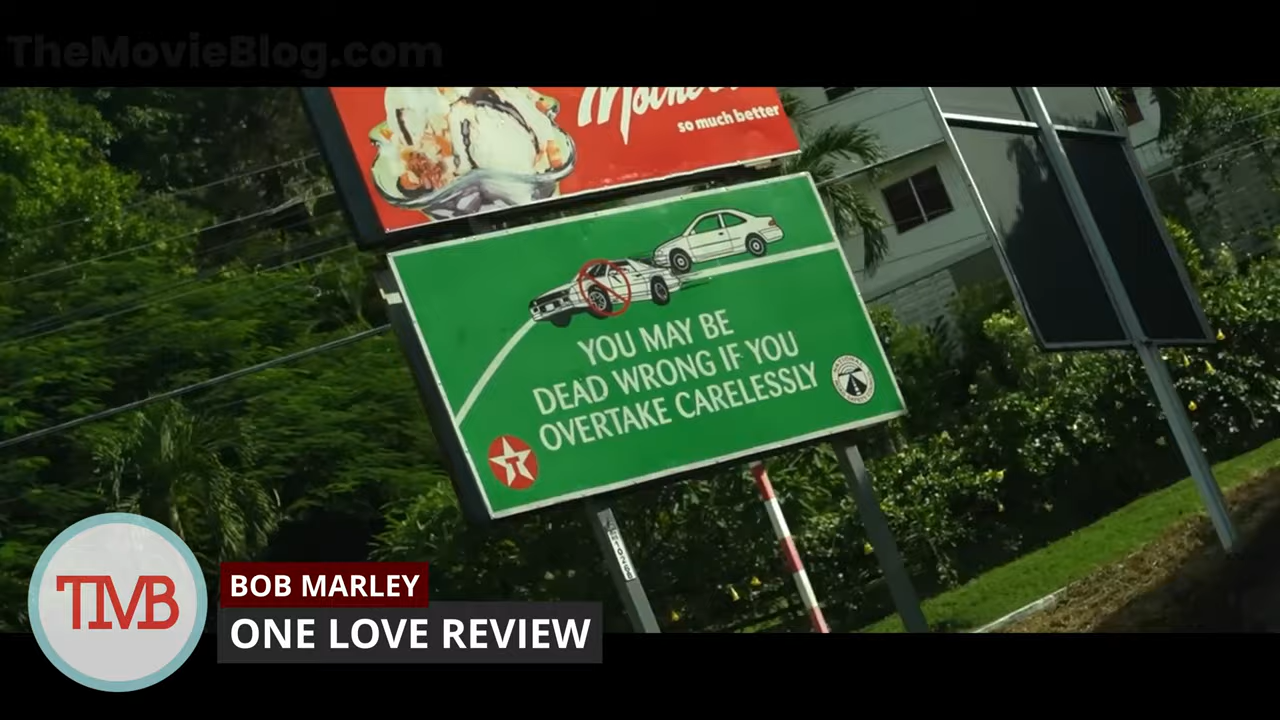 TheMovieBlog.com
so much better
YOU MAY BE
DEAD WRONG IF YOU
OVERTAKE CARELESSLY
TMB
BOB MARLEY
ONE LOVE REVIEW